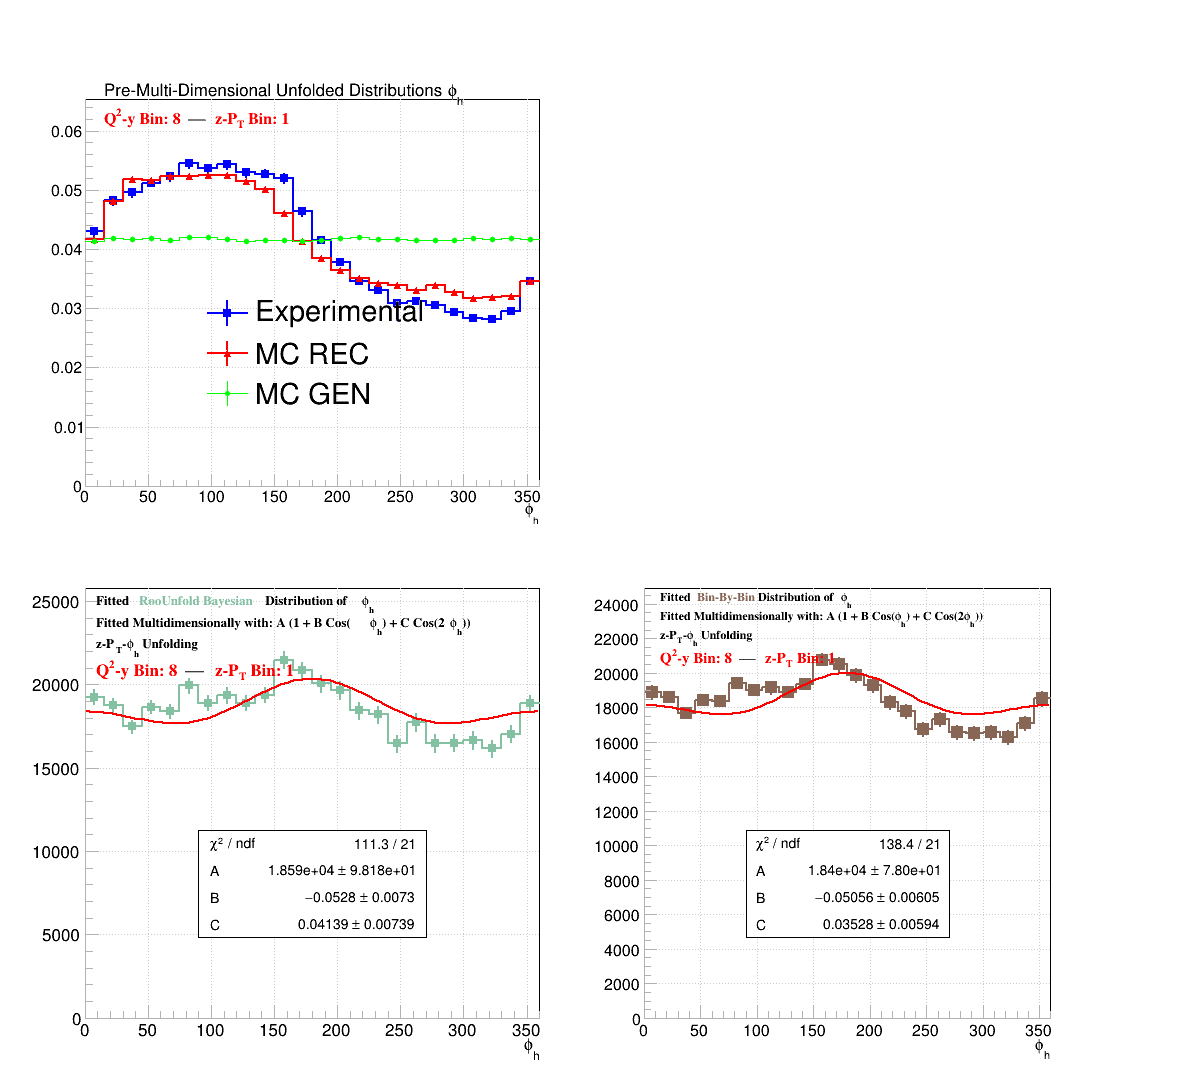 Pre-Multi-Dimensional Unfolded Distributions ϕh
Q²-y Bin: 8 — z-PT Bin: 1
0.06
0.05
0.04
0.03
0.02
0.01
0
Experimental
MC REC
MC GEN
0 50 100 150 200 250 300 350
ϕh
Fitted RooUnfold Bayesian Distribution of ϕh
Fitted Multidimensionally with: A (1 + B Cos( ϕh) + C Cos(2 ϕh))
z-PT-ϕh Unfolding
Q²-y Bin: 8 — z-PT Bin: 1
25000
20000
15000
10000
5000
0
χ² / ndf 111.3 / 21
A 1.859e+04 ± 9.818e+01
B −0.0528 ± 0.0073
C 0.04139 ± 0.00739
0 50 100 150 200 250 300 350
ϕh
Fitted Bin-By-Bin Distribution of ϕh
Fitted Multidimensionally with: A (1 + B Cos(ϕh) + C Cos(2ϕh))
z-PT-ϕh Unfolding
Q²-y Bin: 8 — z-PT Bin: 1
24000
22000
20000
18000
16000
14000
12000
10000
8000
6000
4000
2000
0
χ² / ndf 138.4 / 21
A 1.84e+04 ± 7.80e+01
B −0.05056 ± 0.00605
C 0.03528 ± 0.00594
0 50 100 150 200 250 300 350
ϕh